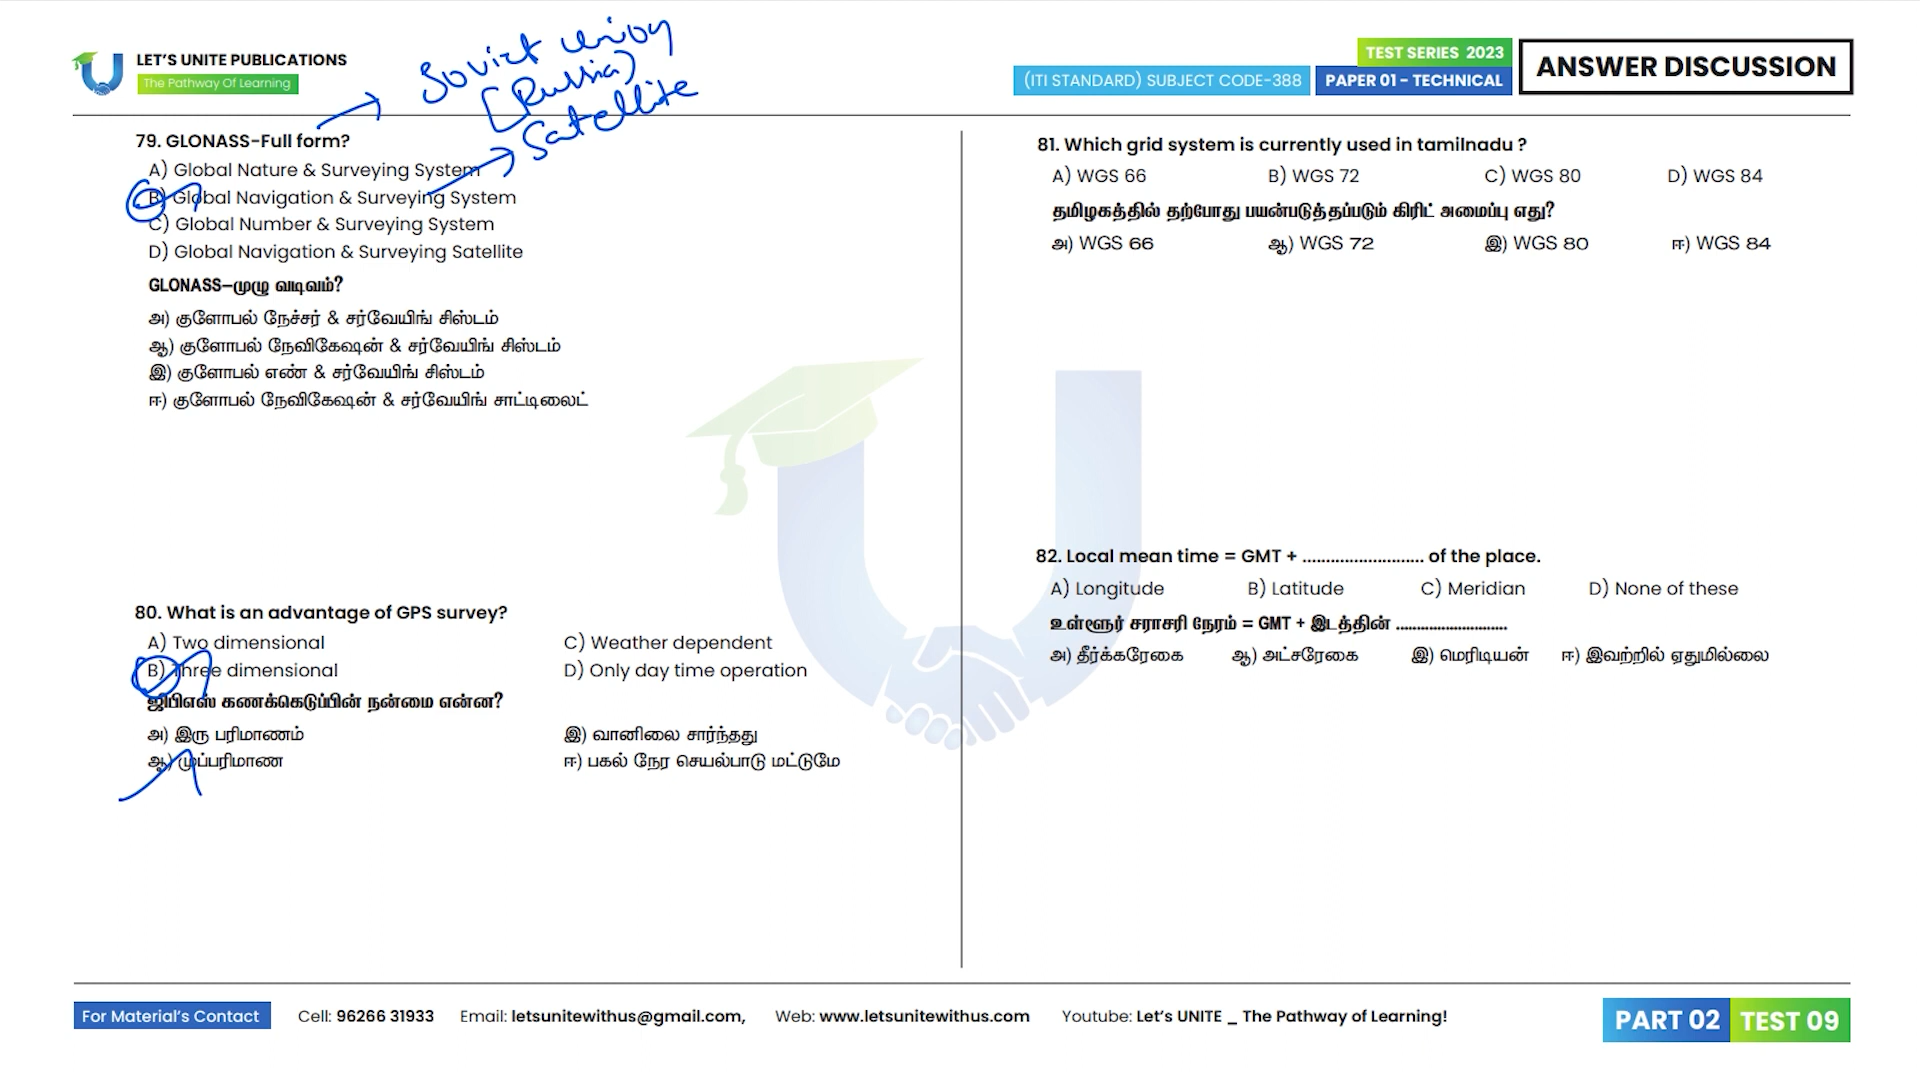 LET'S UNITE PUBLICATIONS
The Pathway Of Learning
Soviet union
(Russia)
Satellite
TEST SERIES 2023
(ITI STANDARD) SUBJECT CODE-388
PAPER 01 - TECHNICAL
ANSWER DISCUSSION
79. GLONASS-Full form?
A) Global Nature & Surveying System
B) Global Navigation & Surveying System
C) Global Number & Surveying System
D) Global Navigation & Surveying Satellite
GLONASS-முழு வடிவம்?
அ) குளோபல் நேச்சர் & சர்வேயிங் சிஸ்டம்
ஆ) குளோபல் நேவிகேஷன் & சர்வேயிங் சிஸ்டம்
இ) குளோபல் எண் & சர்வேயிங் சிஸ்டம்
ஈ) குளோபல் நேவிகேஷன் & சர்வேயிங் சாட்டிலைட்
80. What is an advantage of GPS survey?
A) Two dimensional
C) Weather dependent
B) Three dimensional
D) Only day time operation
ஜிபிஎஸ் கணக்கெடுப்பின் நன்மை என்ன?
அ) இரு பரிமாணம்
இ) வானிலை சார்ந்தது
ஆ) முப்பரிமாண
ஈ) பகல் நேர செயல்பாடு மட்டுமே
81. Which grid system is currently used in tamilnadu ?
A) WGS 66 B) WGS 72 C) WGS 80 D) WGS 84
தமிழகத்தில் தற்போது பயன்படுத்தப்படும் கிரிட் அமைப்பு எது?
அ) WGS 66 ஆ) WGS 72 இ) WGS 80 ஈ) WGS 84
82. Local mean time = GMT + .......................... of the place.
A) Longitude B) Latitude C) Meridian D) None of these
உள்ளூர் சராசரி நேரம் = GMT + இடத்தின் ..........................
அ) தீர்க்கரேகை ஆ) அட்சரேகை இ) மெரிடியன் ஈ) இவற்றில் ஏதுமில்லை
For Material's Contact
Cell: 96266 31933 Email: letsunitewithus@gmail.com, Web: www.letsunitewithus.com Youtube: Let's UNITE _ The Pathway of Learning!
PART 02 TEST 09